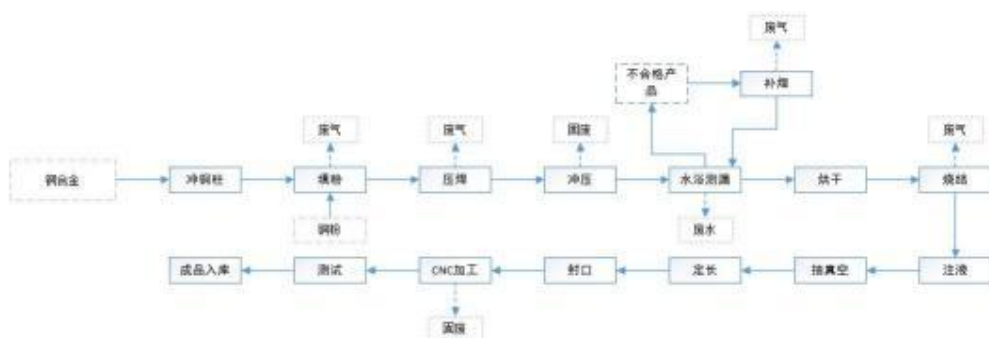 废气
不合格产
品
补焊
废气
废气
固废
废气
铜合金
冲铜柱
填粉
压焊
冲压
水浴测漏
烘干
烧结
铜粉
废水
成品入库
测试
CNC加工
封口
定长
抽真空
注液
固废